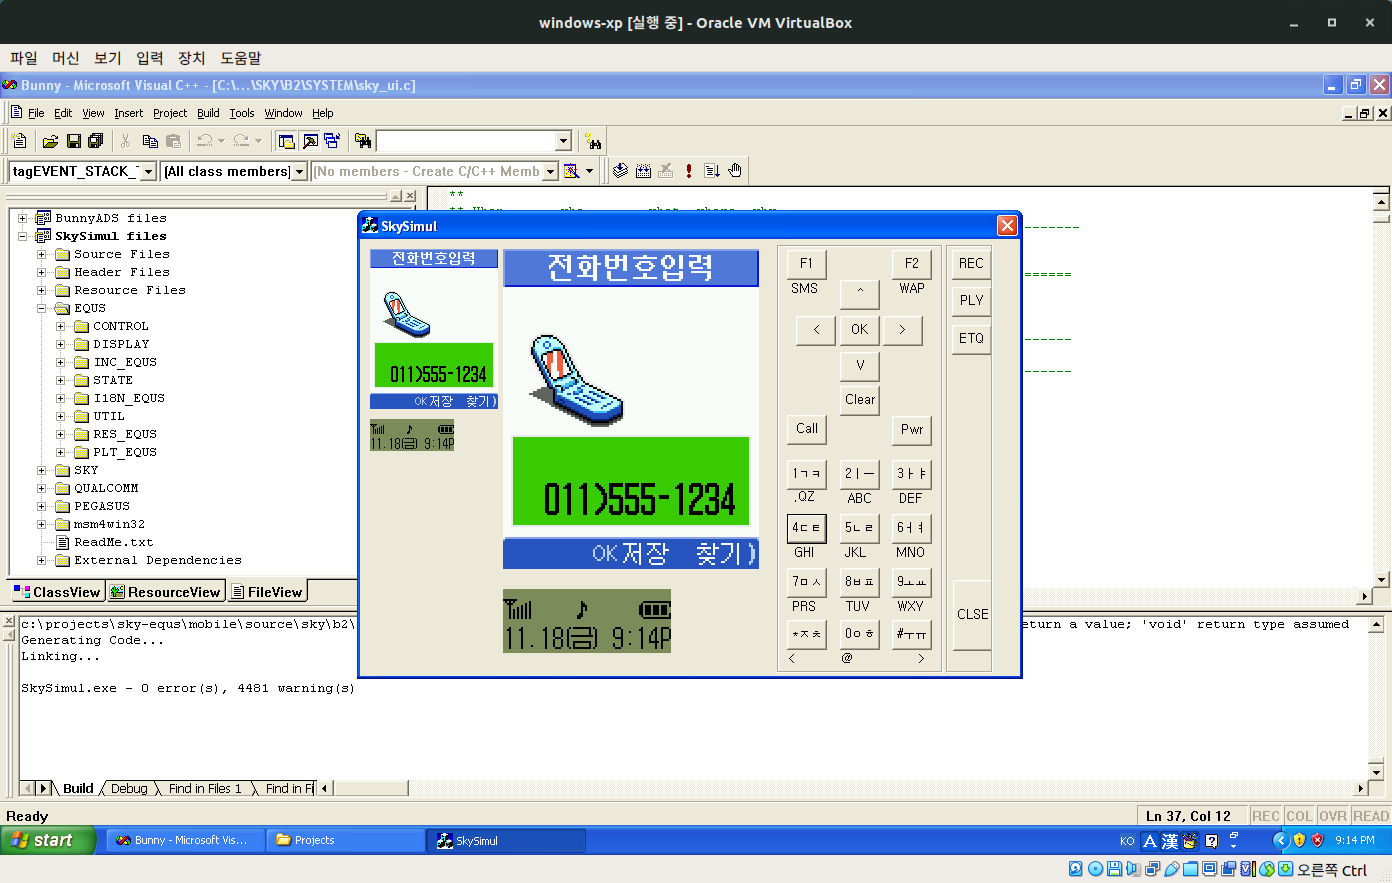 windows-xp [실행 중] - Oracle VM VirtualBox
파일 머신 보기 입력 장치 도움말
Bunny - Microsoft Visual C++ - [C:\...\SKY\B2\SYSTEM\sky_ui.c]
File Edit View Insert Project Build Tools Window Help
tagEVENT_STACK_ [All class members] (No members - Create C/C++ Memb
**
BunnyADS files
SkySimul files
Source Files
Header Files
Resource Files
EQUS
CONTROL
DISPLAY
INC_EQUS
STATE
I18N_EQUS
UTIL
RES_EQUS
PLT_EQUS
SKY
QUALCOMM
PEGASUS
msm4win32
ReadMe.txt
External Dependencies
ClassView ResourceView FileView
SkySimul
전화번호입력
011)555-1234
OK저장 찾기)
11.18(금) 9:14P
전화번호입력
011)555-1234
OK저장 찾기)
11.18(금) 9:14P
F1 F2
SMS WAP
^
< OK >
V
Clear
Call Pwr
1ㄱㅋ 2ㅣㅡ 3ㅏㅑ
.QZ ABC DEF
4ㄷㅌ 5ㄴㄹ 6ㅓㅕ
GHI JKL MNO
7ㅁㅅ 8ㅂㅍ 9ㅗㅛ
PRS TUV WXY
*ㅈㅊ 0ㅇㅎ #ㅜㅠ
< @ >
REC
PLY
ETQ
CLSE
c:\projects\sky-equs\mobile\source\sky\b2\ eturn a value; 'void' return type assumed
Generating Code...
Linking...
SkySimul.exe - 0 error(s), 4481 warning(s)
Build Debug Find in Files 1 Find in Fi
Ready Ln 37, Col 12 REC COL OVR READ
start Bunny - Microsoft Vis... Projects SkySimul KO A 漢 9:14 PM
오른쪽 Ctrl